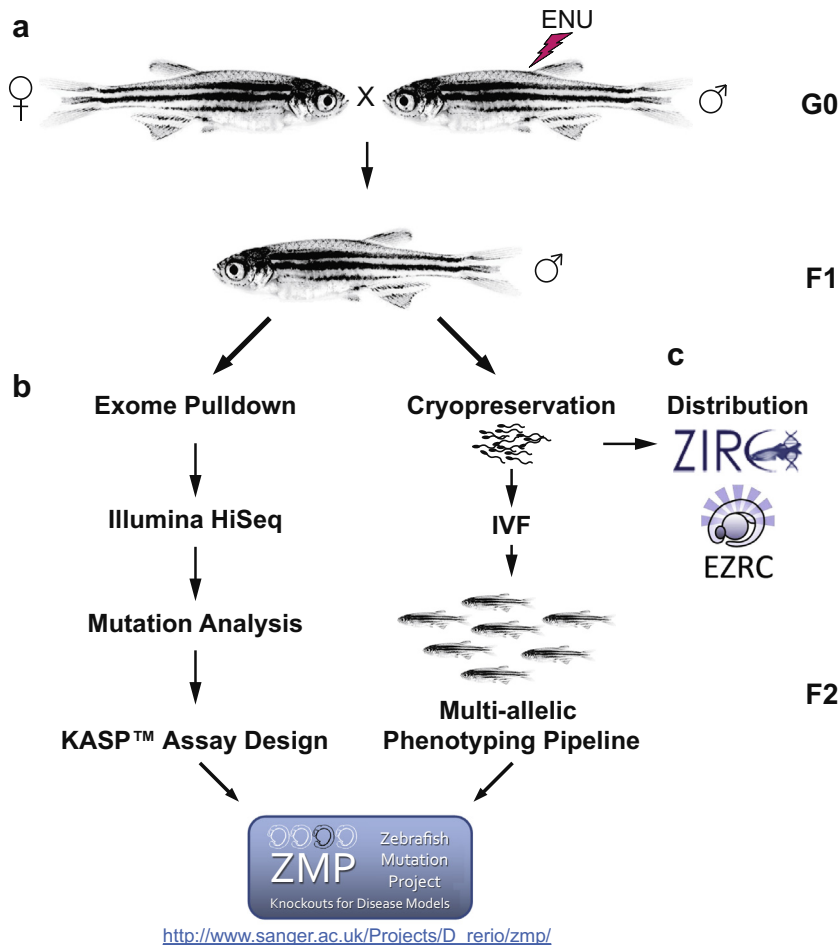 a
ENU
♀
X
♂
G0
♂
F1
b
c
Exome Pulldown
Cryopreservation
Distribution
ZIRC
Illumina HiSeq
IVF
EZRC
Mutation Analysis
F2
Multi-allelic
Phenotyping Pipeline
KASP™ Assay Design
ZMP
Zebrafish
Mutation
Project
Knockouts for Disease Models
http://www.sanger.ac.uk/Projects/D_rerio/zmp/